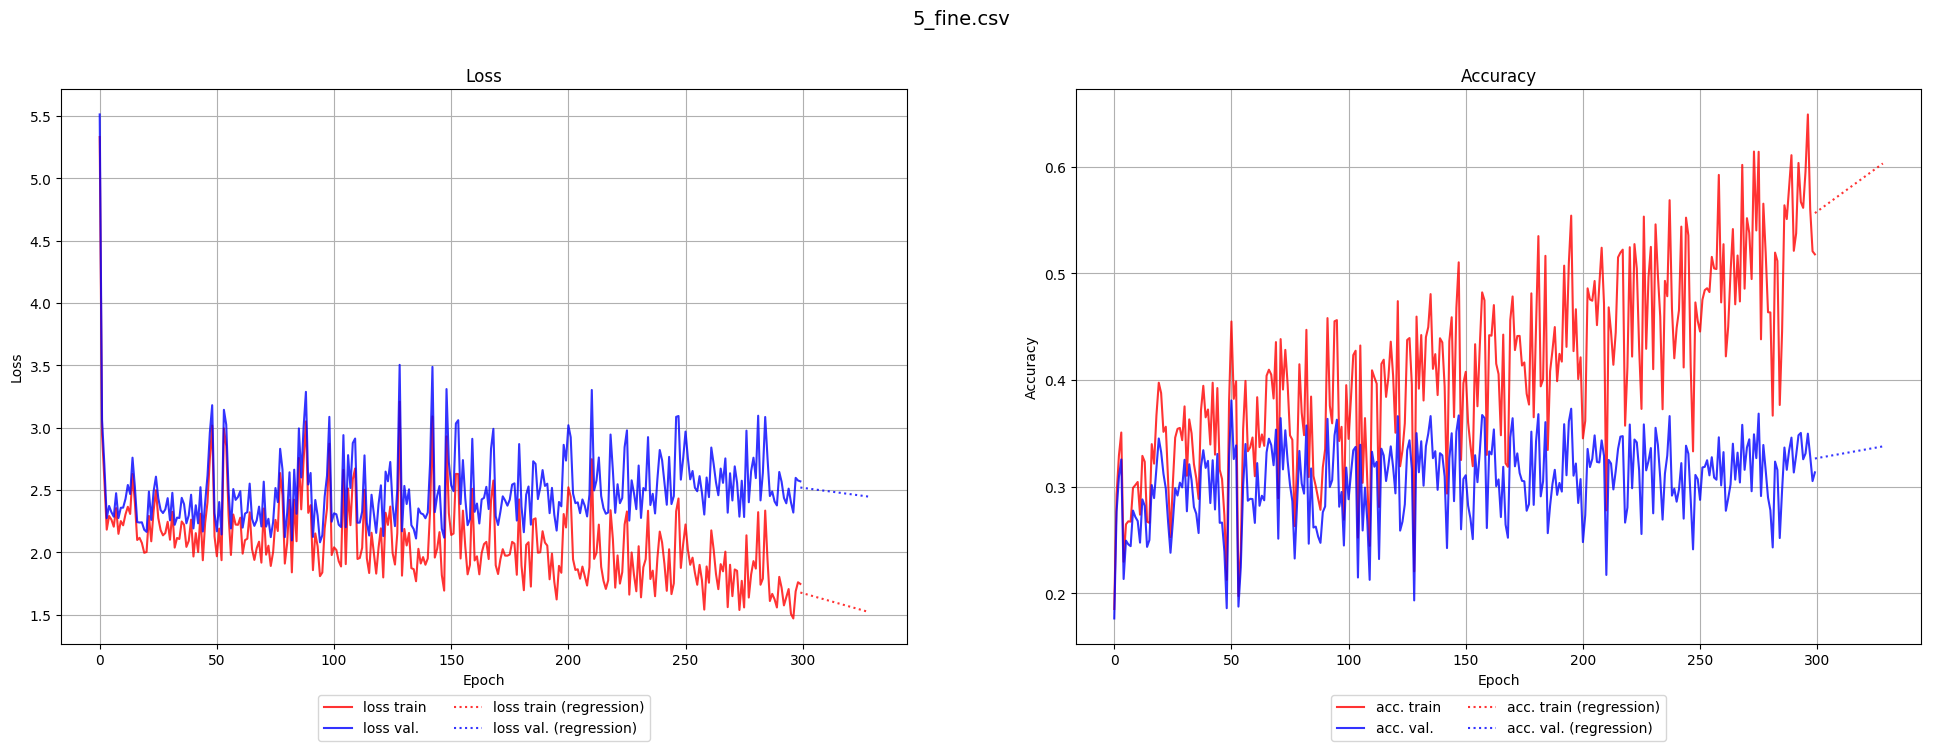 5_fine.csv
Loss
5.5
5.0
4.5
4.0
3.5
3.0
2.5
2.0
1.5
Loss
0 50 100 150 200 250 300
Epoch
loss train
loss val.
loss train (regression)
loss val. (regression)
Accuracy
0.6
0.5
0.4
0.3
0.2
Accuracy
0 50 100 150 200 250 300
Epoch
acc. train
acc. val.
acc. train (regression)
acc. val. (regression)